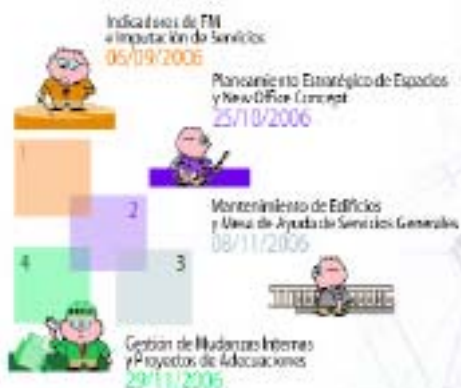 Indicadores de FM
e Imputación de Servicios
06/09/2006
Planeamiento Estratégico de Espacios
y New Office Concept
25/10/2006
1
2
Mantenimiento de Edificios
y Mesa de Ayuda de Servicios Generales
08/11/2006
4
3
Gestión de Mudanzas Internas
y Proyectos de Adecuaciones
29/11/2006